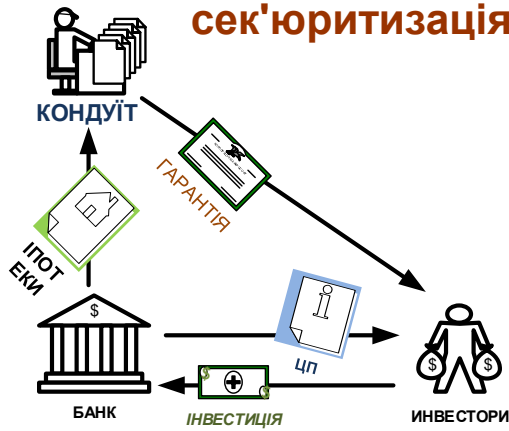 сек'юритизація
КОНДУЇТ
ГАРАНТІЯ
ІПОТ
ЕКИ
$
i
ЦП
$ $
БАНК
ІНВЕСТИЦІЯ
ИНВЕСТОРИ